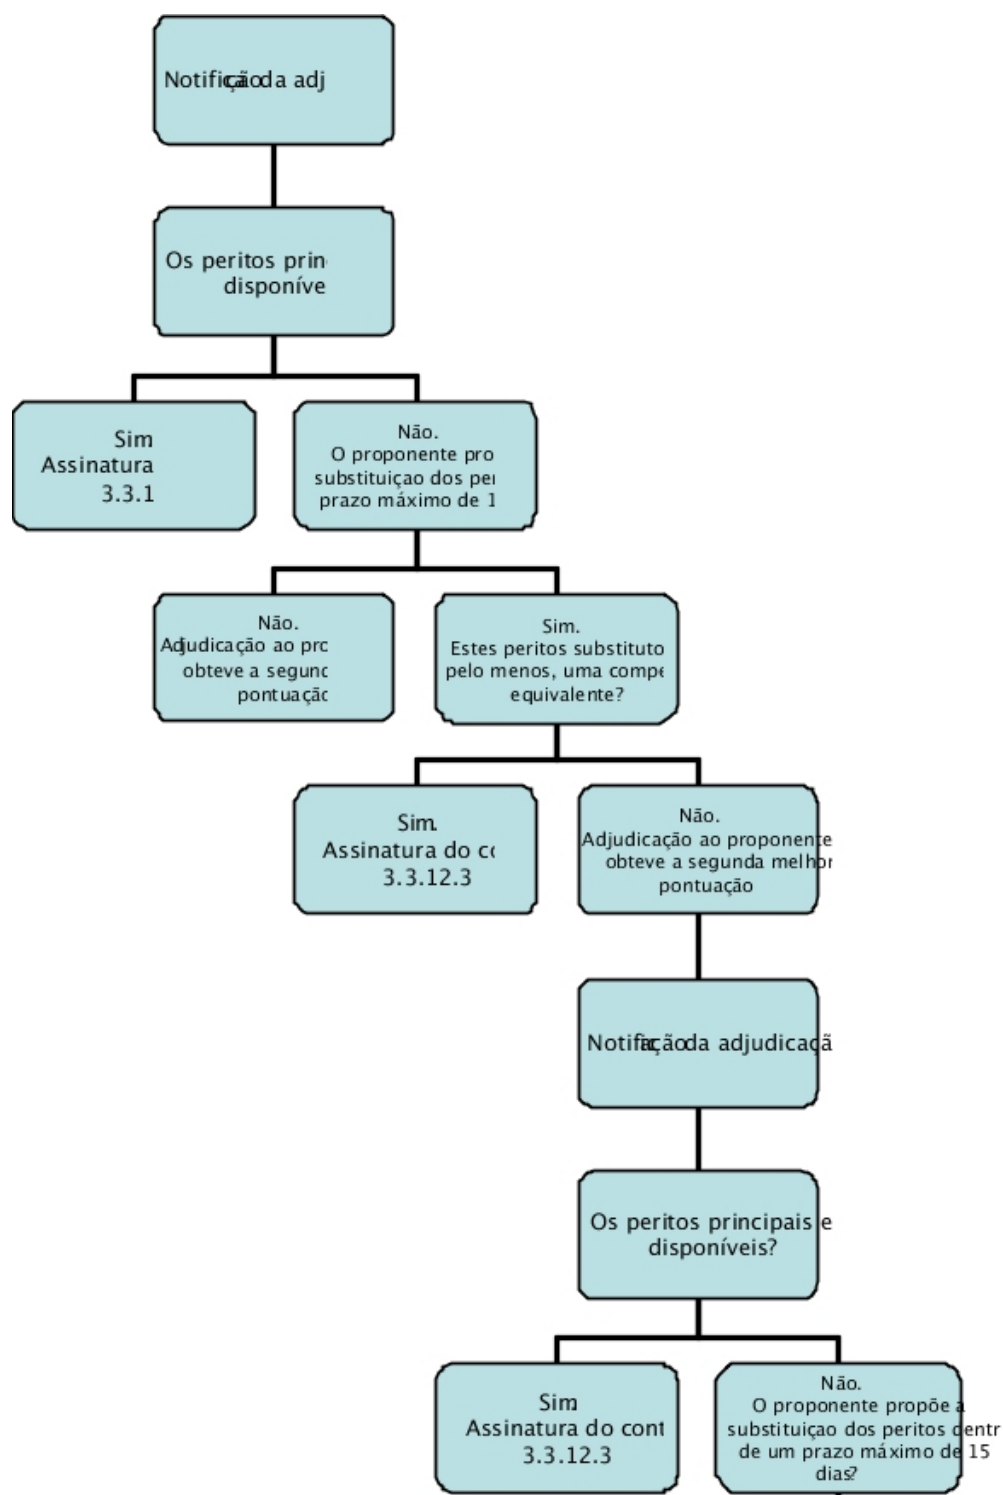 Notificação da adj
Os peritos prin
disponíve
Sim
Assinatura
3.3.1
Não.
O proponente pro
substituiçao dos per
prazo máximo de 1
Não.
Adjudicação ao pro
obteve a segund
pontuaçã
Sim.
Estes peritos substituto
pelo menos, uma compe
equivalente?
Sim.
Assinatura do co
3.3.12.3
Não.
Adjudicação ao proponente
obteve a segunda melhor
pontuação
Notificação da adjudicaçã
Os peritos principais e
disponíveis?
Sim
Assinatura do cont
3.3.12.3
Não.
O proponente propõe a
substituiçao dos peritos dentr
de um prazo máximo de 15
dias?